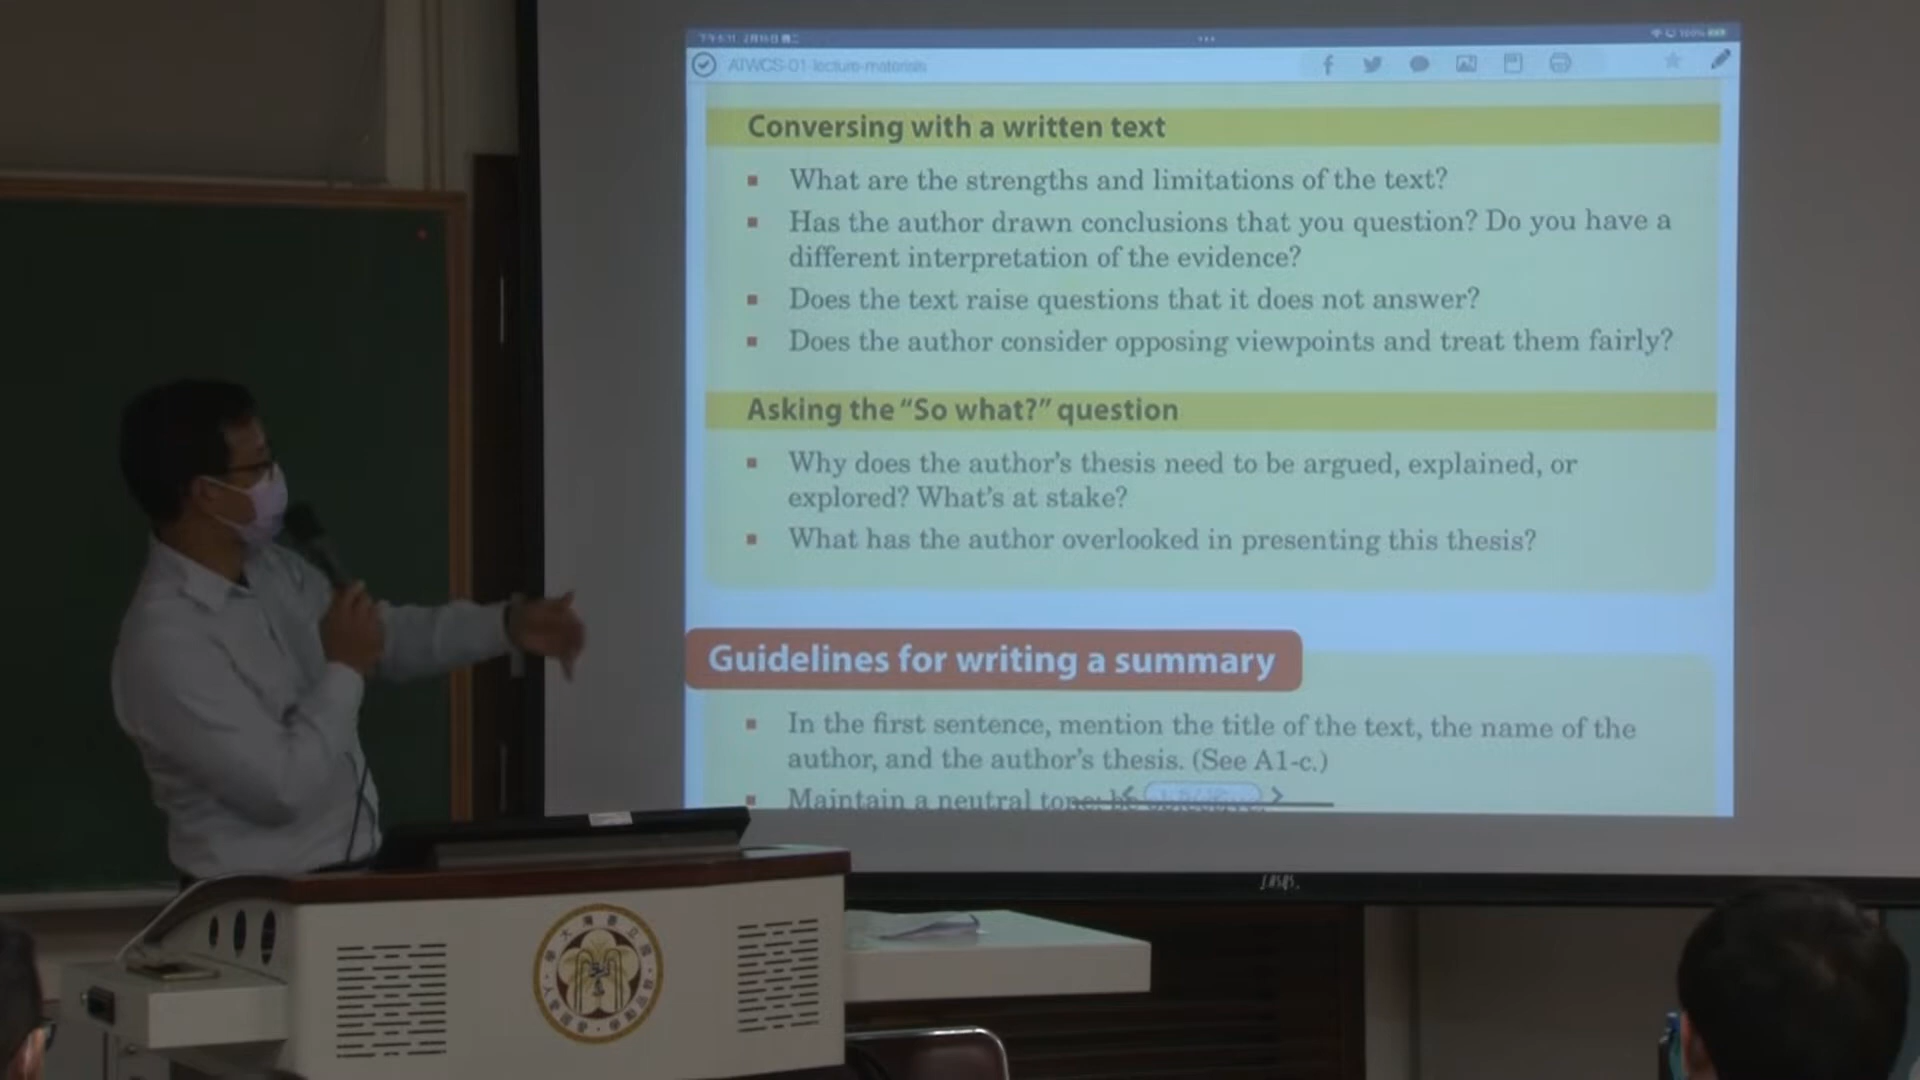 ATWCS-01-lecture-materials
Conversing with a written text
What are the strengths and limitations of the text?
Has the author drawn conclusions that you question? Do you have a
different interpretation of the evidence?
Does the text raise questions that it does not answer?
Does the author consider opposing viewpoints and treat them fairly?
Asking the “So what?” question
Why does the author’s thesis need to be argued, explained, or
explored? What’s at stake?
What has the author overlooked in presenting this thesis?
Guidelines for writing a summary
In the first sentence, mention the title of the text, the name of the
author, and the author’s thesis. (See A1-c.)
Maintain a neutral tone; be